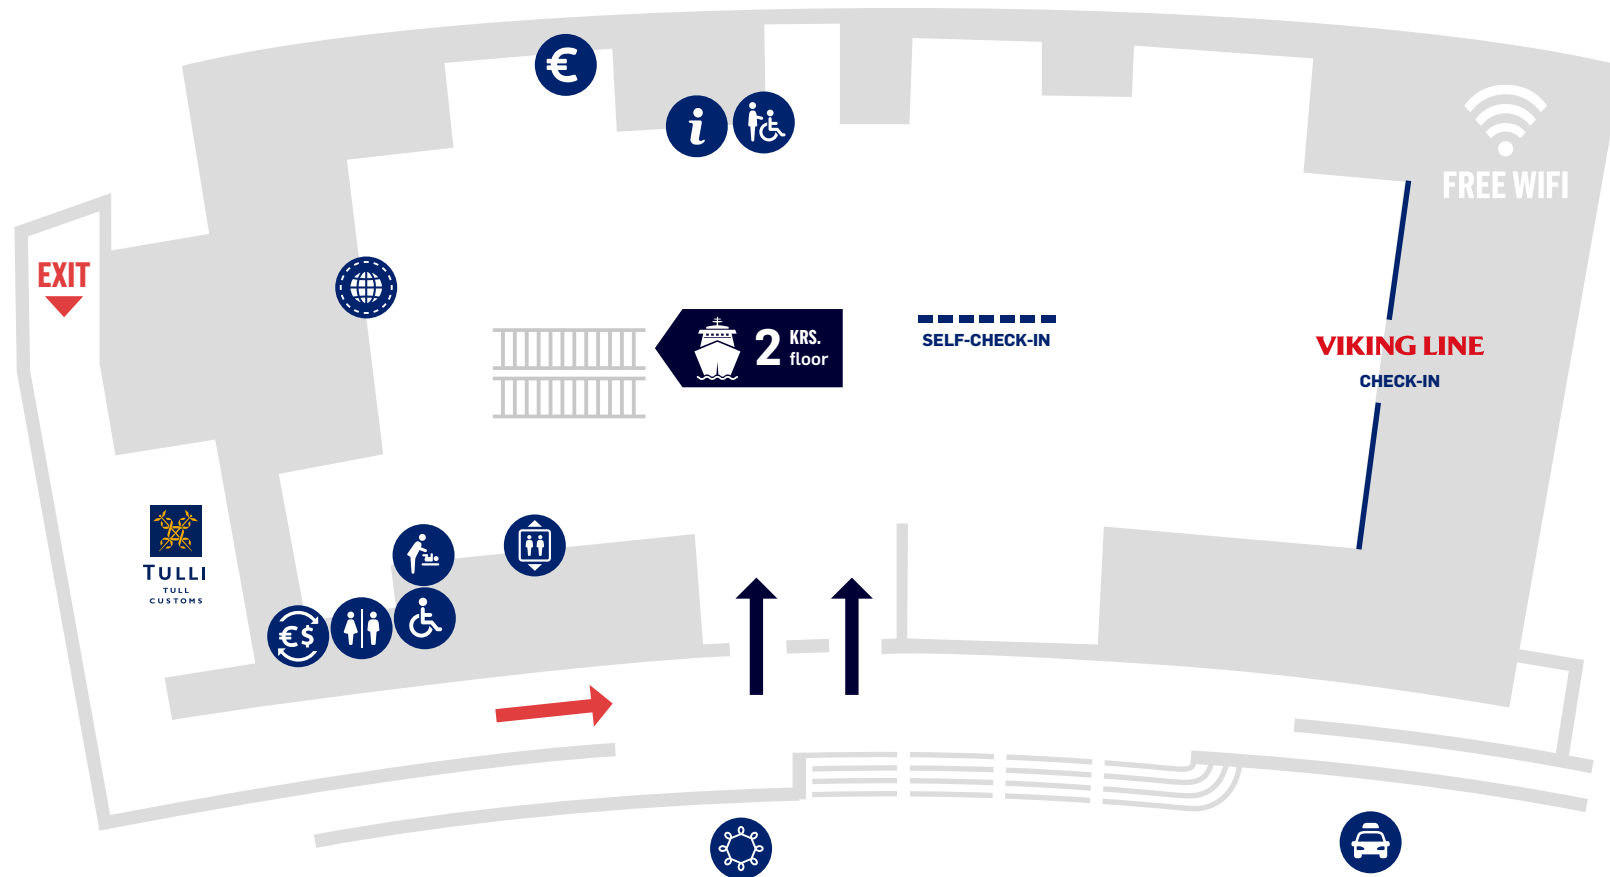 €
i
FREE WIFI
EXIT
2 KRS.
floor
SELF-CHECK-IN
VIKING LINE
CHECK-IN
TULLI
TULL
CUSTOMS
€$